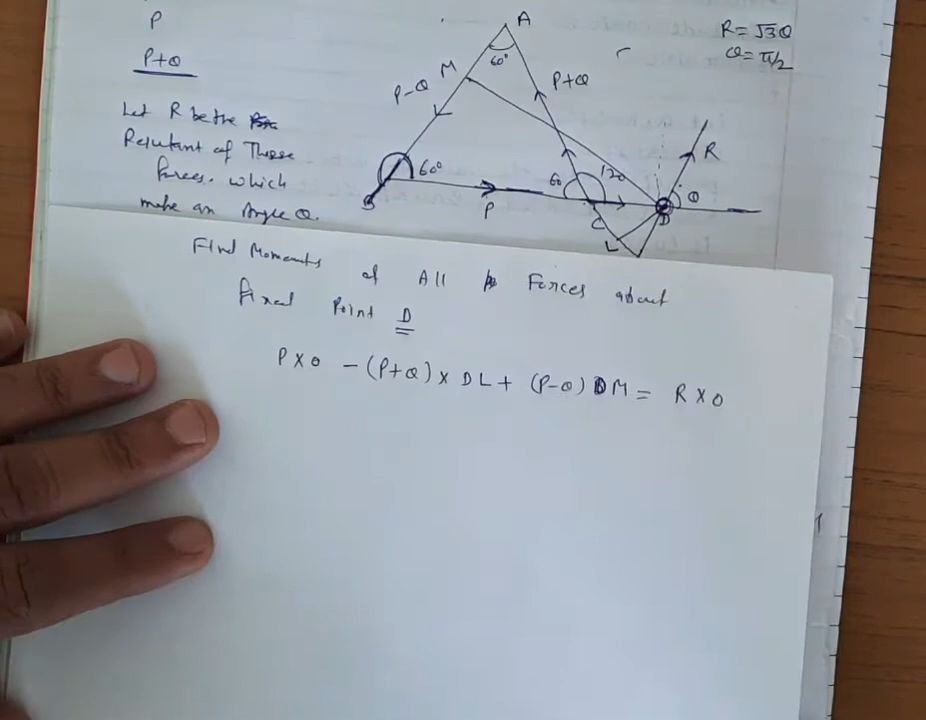 P
P+Q
Let R be the
Relutant of These
forces. which
make an Angle Q.
R = √3Q
Q = π/2
A
60°
M
P-Q
P+Q
60°
B
P
60
120
C
L
D
Q
R
Find Moments of All Forces about
fixed Point D
P×0 - (P+Q) × DL + (P-Q) DM = R×0